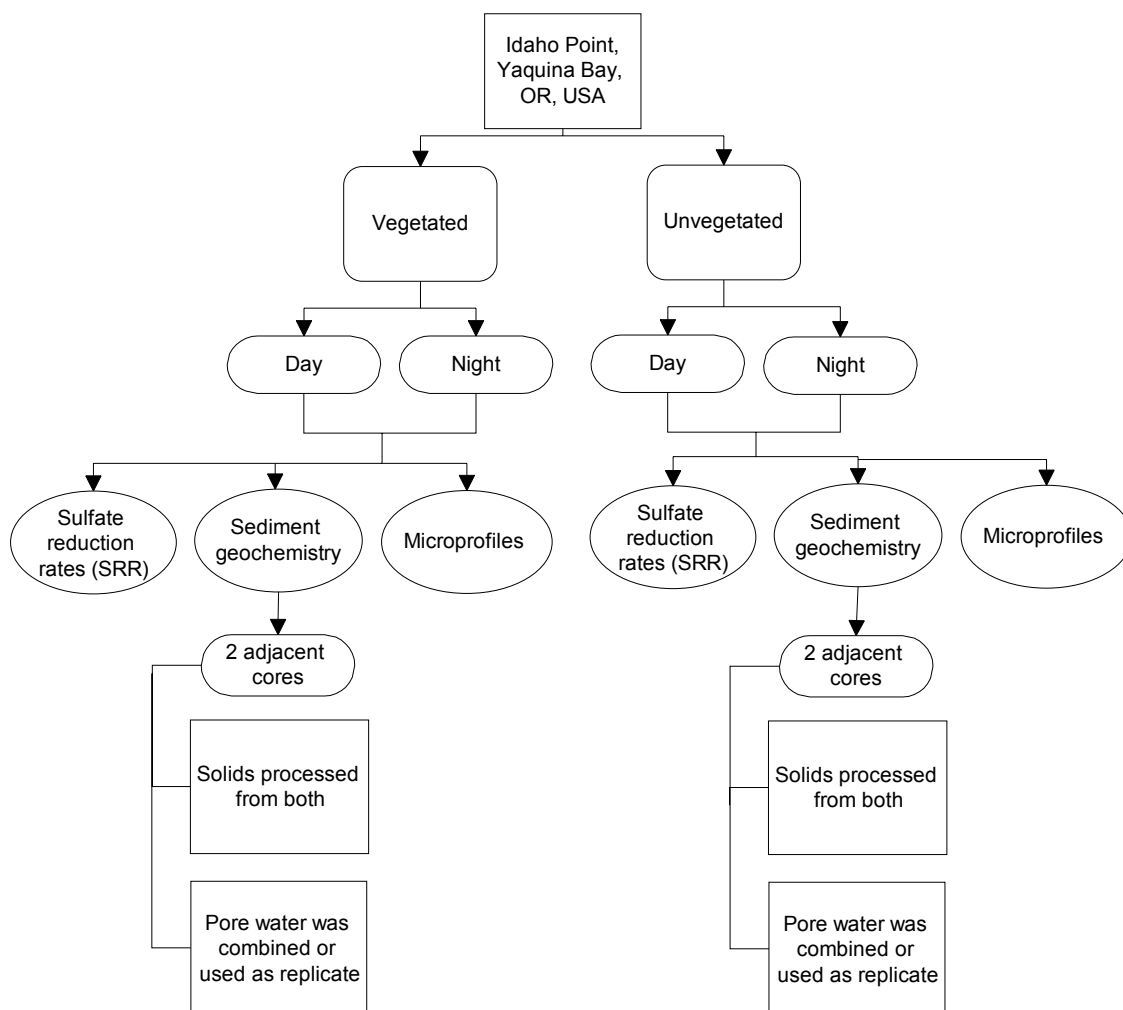 Idaho Point,
Yaquina Bay,
OR, USA
Vegetated
Unvegetated
Day
Night
Day
Night
Sulfate
reduction
rates (SRR)
Sediment
geochemistry
Microprofiles
Sulfate
reduction
rates (SRR)
Sediment
geochemistry
Microprofiles
2 adjacent
cores
2 adjacent
cores
Solids processed
from both
Solids processed
from both
Pore water was
combined or
used as replicate
Pore water was
combined or
used as replicate